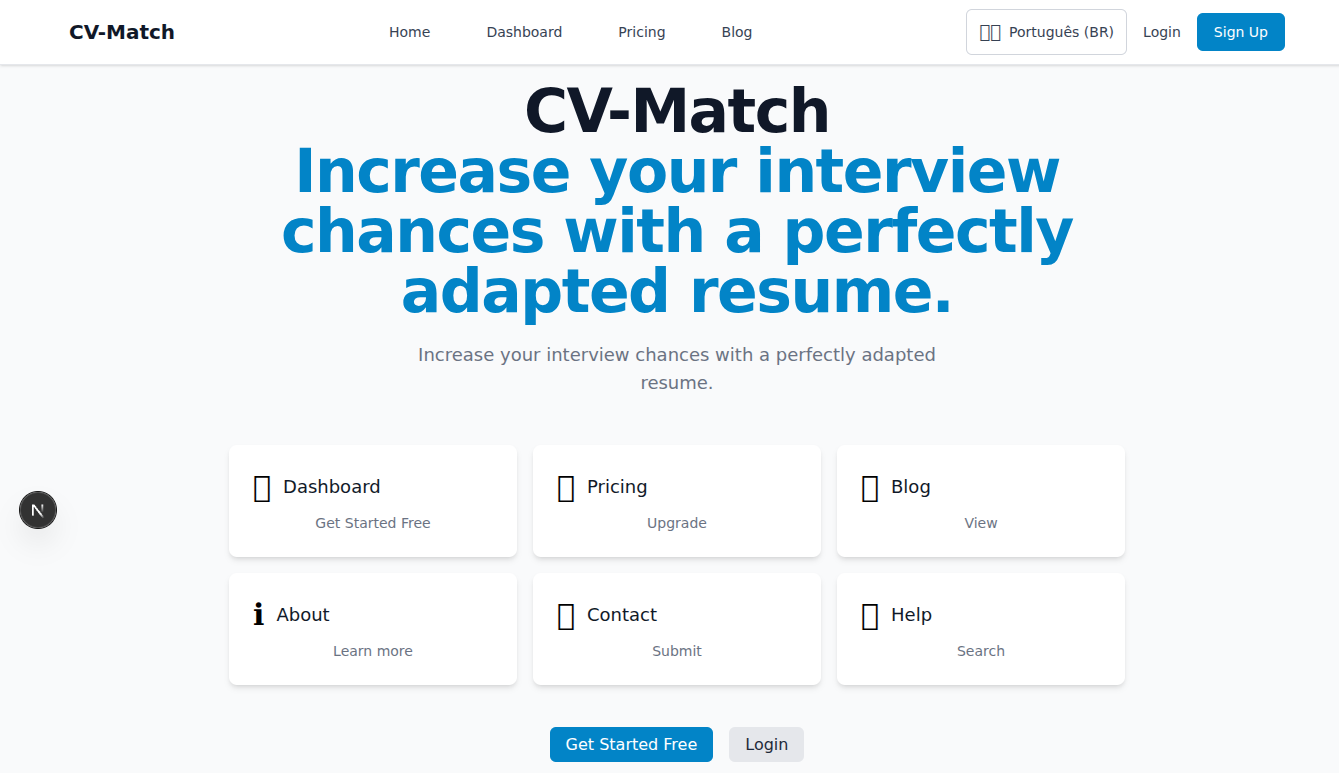 CV-Match
Home
Dashboard
Pricing
Blog
Português (BR)
Login
Sign Up
CV-Match
Increase your interview
chances with a perfectly
adapted resume.
Increase your interview chances with a perfectly adapted
resume.
Dashboard
Get Started Free
Pricing
Upgrade
Blog
View
N
ℹ About
Learn more
Contact
Submit
Help
Search
Get Started Free
Login